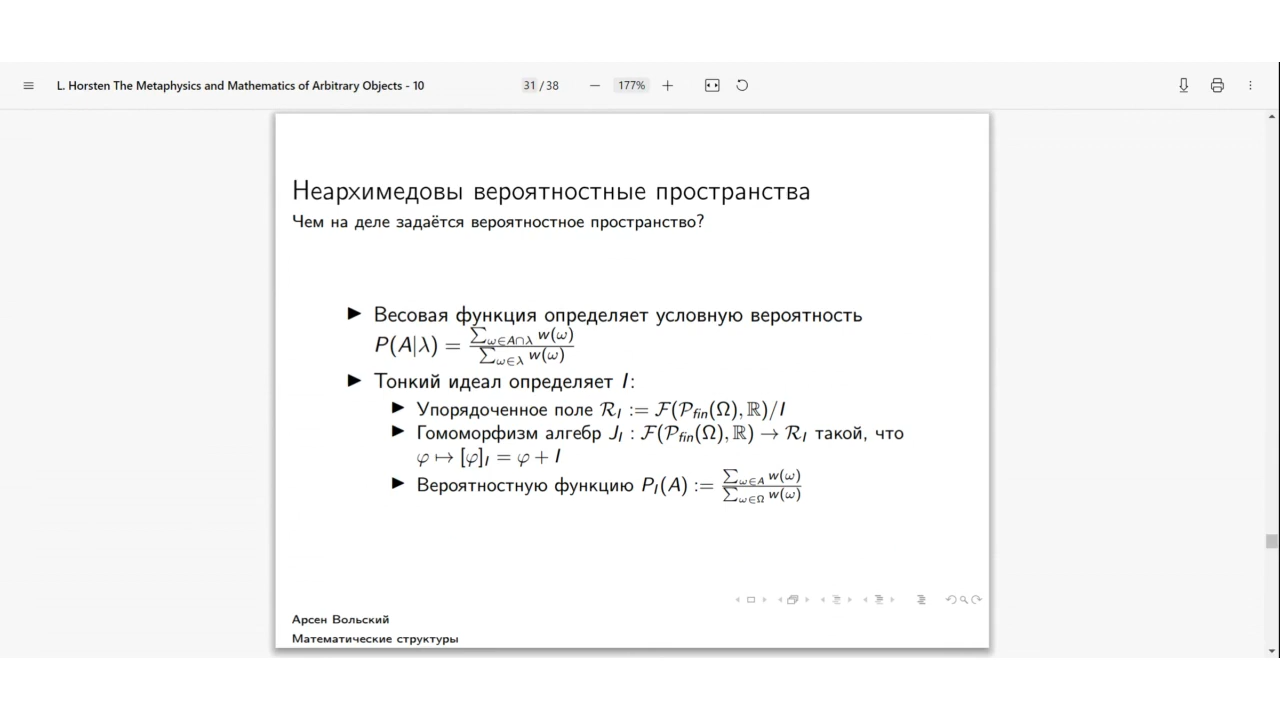 L. Horsten The Metaphysics and Mathematics of Arbitrary Objects - 10
31 / 38
177%
Неархимедовы вероятностные пространства
Чем на деле задаётся вероятностное пространство?
▶ Весовая функция определяет условную вероятность
P(A|λ) = ∑_{ω∈A∩λ} w(ω) / ∑_{ω∈λ} w(ω)
▶ Тонкий идеал определяет I:
▶ Упорядоченное поле 𝓡_I := 𝓕(𝓟_fin(Ω), ℝ)/I
▶ Гомоморфизм алгебр J_I : 𝓕(𝓟_fin(Ω), ℝ) → 𝓡_I такой, что
φ ↦ [φ]_I = φ + I
▶ Вероятностную функцию P_I(A) := ∑_{ω∈A} w(ω) / ∑_{ω∈Ω} w(ω)
Арсен Вольский
Математические структуры